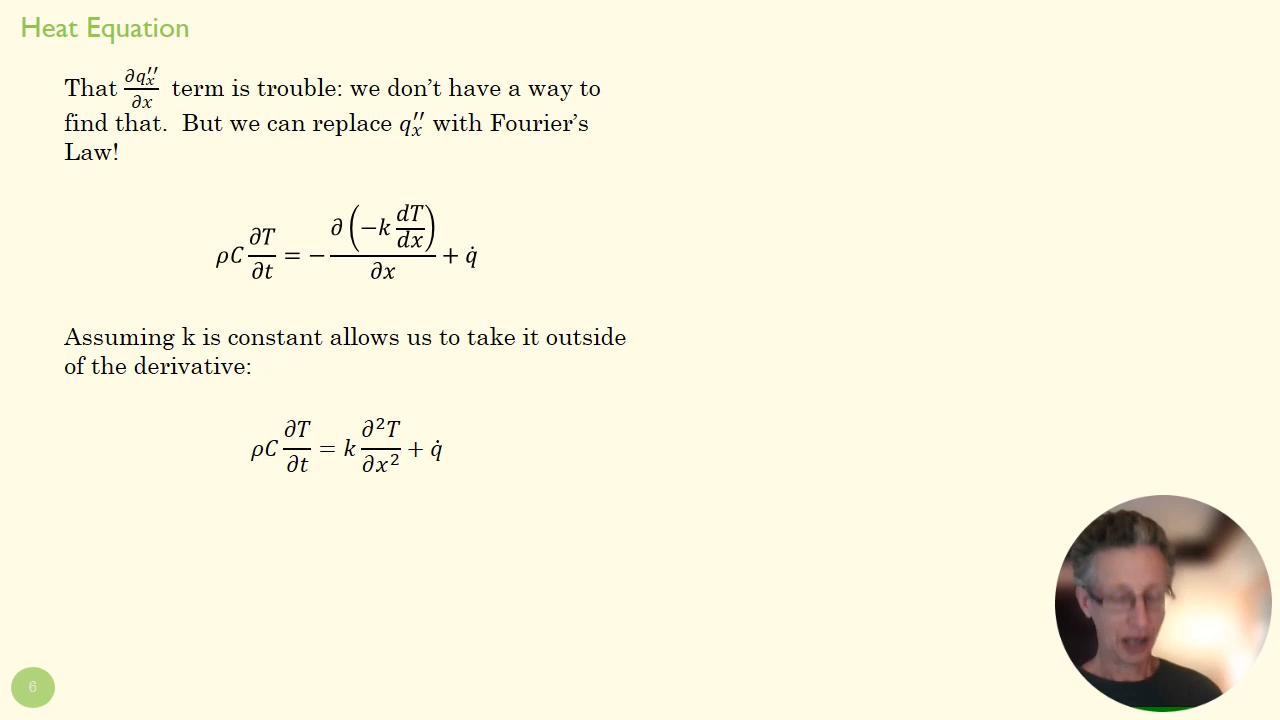 Heat Equation
That ∂q″ₓ/∂x term is trouble: we don’t have a way to
find that. But we can replace q″ₓ with Fourier’s
Law!
ρC ∂T/∂t = − ∂(−k dT/dx)/∂x + q̇
Assuming k is constant allows us to take it outside
of the derivative:
ρC ∂T/∂t = k ∂²T/∂x² + q̇
6